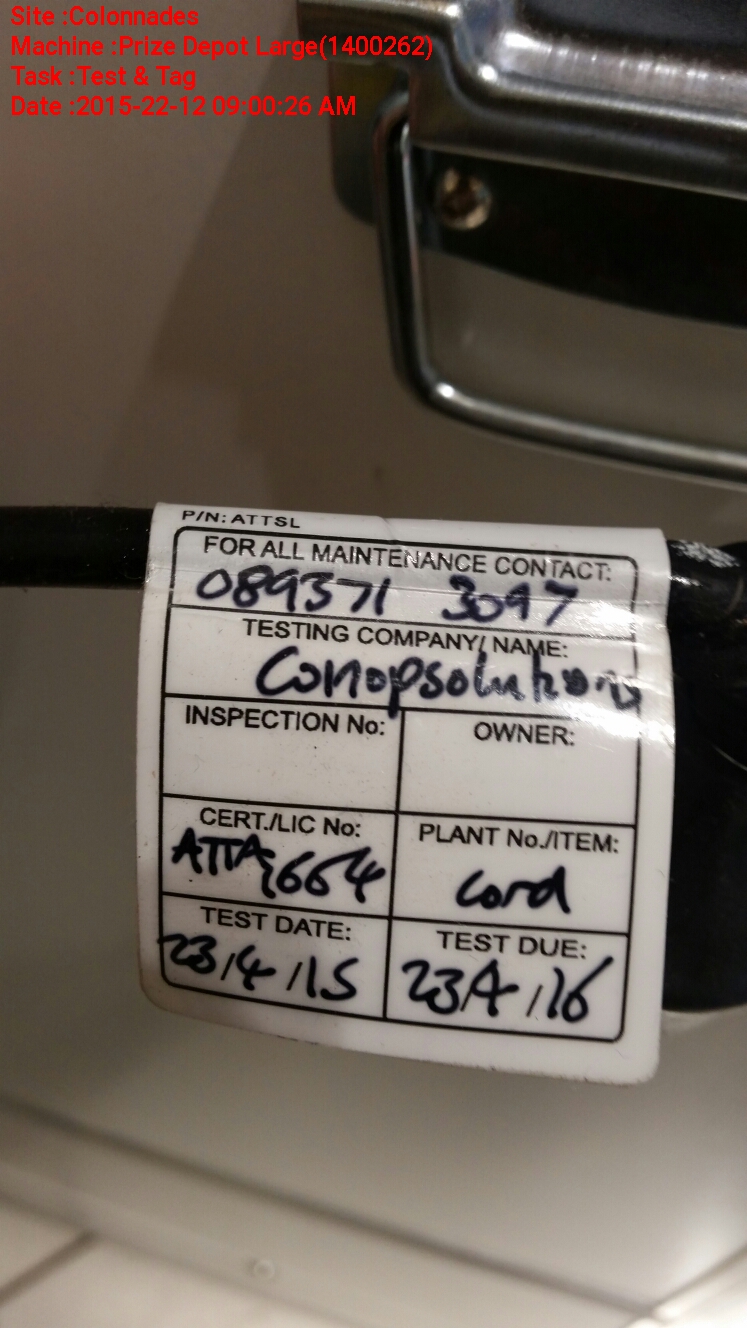 Site :Colonnades
Machine :Prize Depot Large(1400262)
Task :Test & Tag
Date :2015-22-12 09:00:26 AM
P/N: ATTSL
FOR ALL MAINTENANCE CONTACT:
089371 3097
TESTING COMPANY/ NAME:
Conopsolutions
INSPECTION No: OWNER:
CERT./LIC No: PLANT No./ITEM:
cord
TEST DATE: TEST DUE:
23/4/15 23/4/16